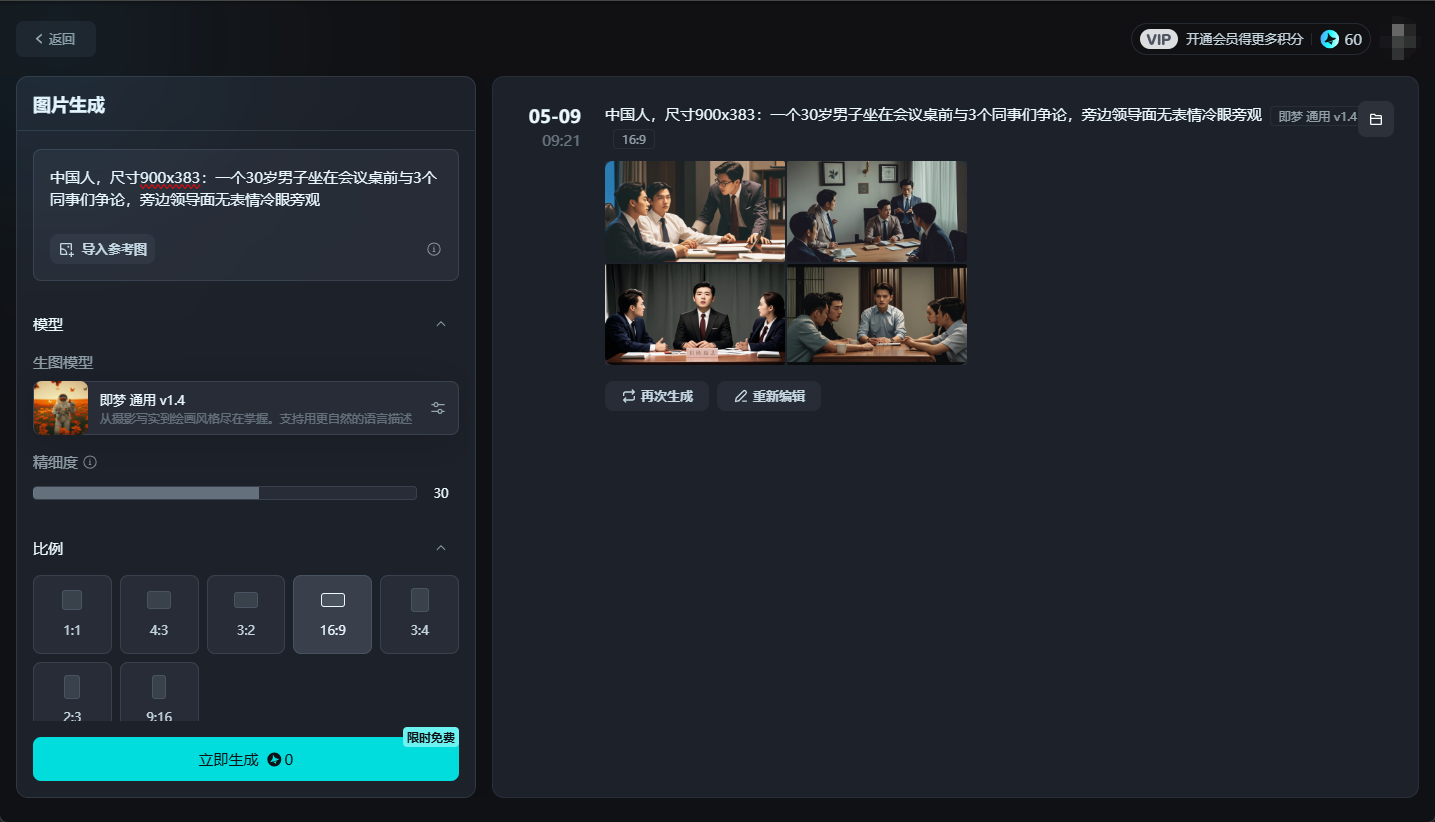 返回
VIP 开通会员得更多积分 60
图片生成
中国人，尺寸900x383：一个30岁男子坐在会议桌前与3个
同事们争论，旁边领导面无表情冷眼旁观
导入参考图
模型
生图模型
即梦 通用 v1.4
从摄影写实到绘画风格尽在掌握。支持用更自然的语言描述
精细度
30
比例
1:1
4:3
3:2
16:9
3:4
2:3
9:16
限时免费
立即生成 0
05-09
09:21
中国人，尺寸900x383：一个30岁男子坐在会议桌前与3个同事们争论，旁边领导面无表情冷眼旁观
即梦 通用 v1.4
16:9
再次生成
重新编辑